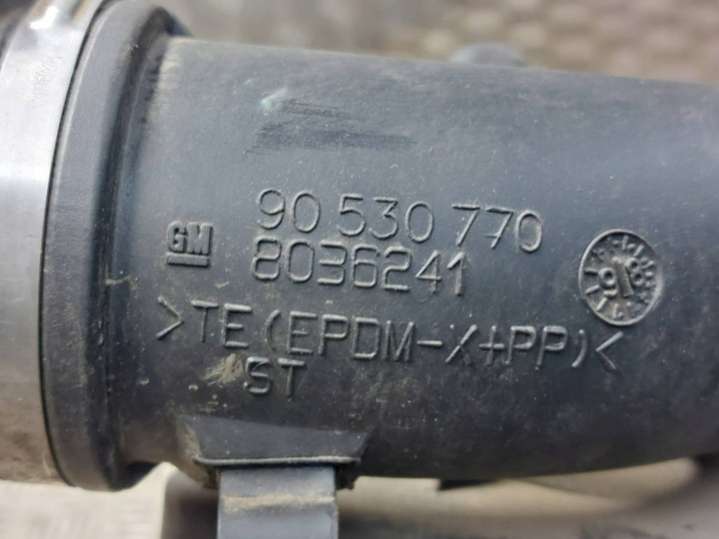 90 530 770
GM
8036241
>TE(EPDM-X+PP)<
ST